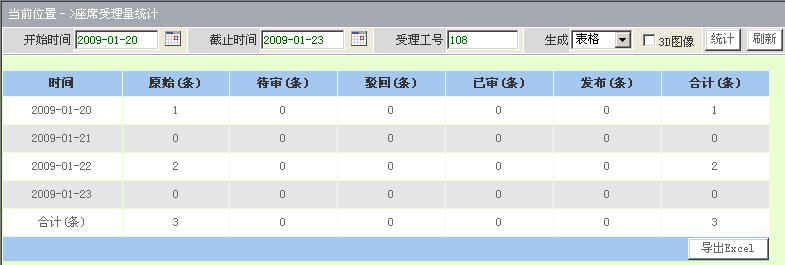 当前位置-->座席受理量统计
开始时间 2009-01-20 截止时间 2009-01-23 受理工号 108 生成 表格 3D图像 统计 刷新
时间 原始(条) 待审(条) 驳回(条) 已审(条) 发布(条) 合计(条)
2009-01-20 1 0 0 0 0 1
2009-01-21 0 0 0 0 0 0
2009-01-22 2 0 0 0 0 2
2009-01-23 0 0 0 0 0 0
合计(条) 3 0 0 0 0 3
导出Excel